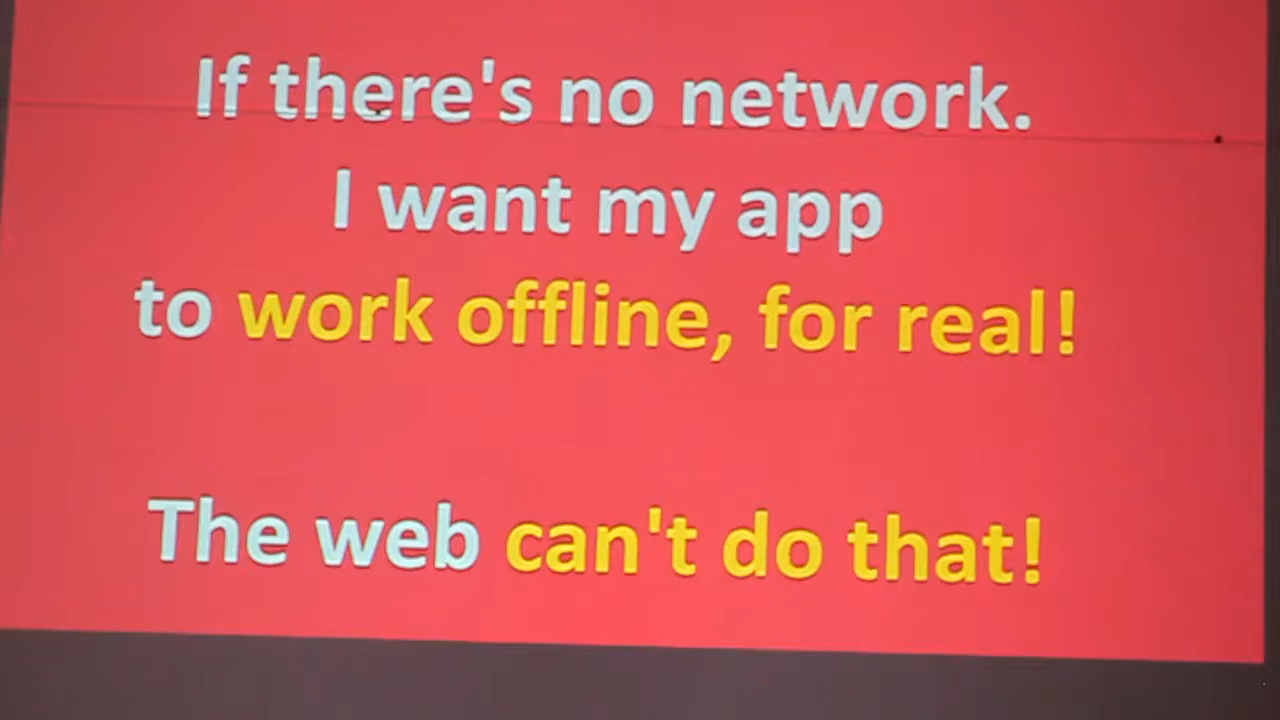 If there's no network.
I want my app
to work offline, for real!
The web can't do that!